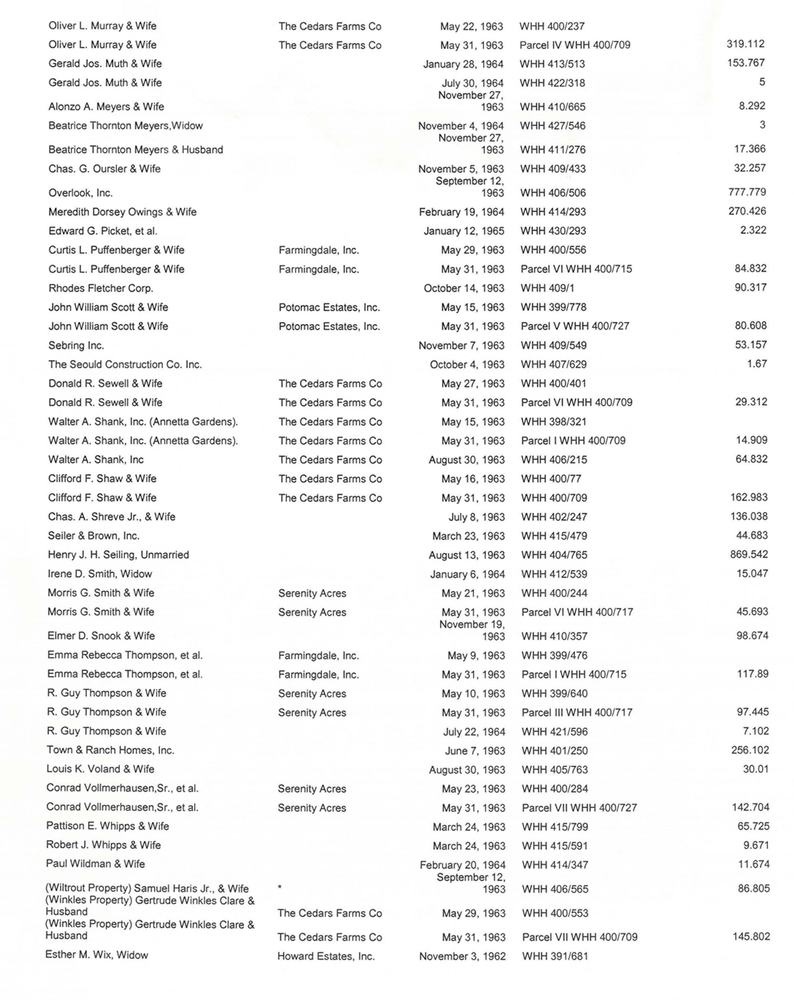 Oliver L. Murray & Wife The Cedars Farms Co May 22, 1963 WHH 400/237
Oliver L. Murray & Wife The Cedars Farms Co May 31, 1963 Parcel IV WHH 400/709 319.112
Gerald Jos. Muth & Wife January 28, 1964 WHH 413/513 153.767
Gerald Jos. Muth & Wife July 30, 1964 WHH 422/318 5
November 27,
Alonzo A. Meyers & Wife 1963 WHH 410/665 8.292
Beatrice Thornton Meyers,Widow November 4, 1964 WHH 427/546 3
November 27,
Beatrice Thornton Meyers & Husband 1963 WHH 411/276 17.366
Chas. G. Oursler & Wife November 5, 1963 WHH 409/433 32.257
September 12,
Overlook, Inc. 1963 WHH 406/506 777.779
Meredith Dorsey Owings & Wife February 19, 1964 WHH 414/293 270.426
Edward G. Picket, et al. January 12, 1965 WHH 430/293 2.322
Curtis L. Puffenberger & Wife Farmingdale, Inc. May 29, 1963 WHH 400/556
Curtis L. Puffenberger & Wife Farmingdale, Inc. May 31, 1963 Parcel VI WHH 400/715 84.832
Rhodes Fletcher Corp. October 14, 1963 WHH 409/1 90.317
John William Scott & Wife Potomac Estates, Inc. May 15, 1963 WHH 399/778
John William Scott & Wife Potomac Estates, Inc. May 31, 1963 Parcel V WHH 400/727 80.608
Sebring Inc. November 7, 1963 WHH 409/549 53.157
The Seould Construction Co. Inc. October 4, 1963 WHH 407/629 1.67
Donald R. Sewell & Wife The Cedars Farms Co May 27, 1963 WHH 400/401
Donald R. Sewell & Wife The Cedars Farms Co May 31, 1963 Parcel VI WHH 400/709 29.312
Walter A. Shank, Inc. (Annetta Gardens). The Cedars Farms Co May 15, 1963 WHH 398/321
Walter A. Shank, Inc. (Annetta Gardens). The Cedars Farms Co May 31, 1963 Parcel I WHH 400/709 14.909
Walter A. Shank, Inc The Cedars Farms Co August 30, 1963 WHH 406/215 64.832
Clifford F. Shaw & Wife The Cedars Farms Co May 16, 1963 WHH 400/77
Clifford F. Shaw & Wife The Cedars Farms Co May 31, 1963 WHH 400/709 162.983
Chas. A. Shreve Jr., & Wife July 8, 1963 WHH 402/247 136.038
Seiler & Brown, Inc. March 23, 1963 WHH 415/479 44.683
Henry J. H. Seiling, Unmarried August 13, 1963 WHH 404/765 869.542
Irene D. Smith, Widow January 6, 1964 WHH 412/539 15.047
Morris G. Smith & Wife Serenity Acres May 21, 1963 WHH 400/244
Morris G. Smith & Wife Serenity Acres May 31, 1963 Parcel VI WHH 400/717 45.693
November 19,
Elmer D. Snook & Wife 1963 WHH 410/357 98.674
Emma Rebecca Thompson, et al. Farmingdale, Inc. May 9, 1963 WHH 399/476
Emma Rebecca Thompson, et al. Farmingdale, Inc. May 31, 1963 Parcel I WHH 400/715 117.89
R. Guy Thompson & Wife Serenity Acres May 10, 1963 WHH 399/640
R. Guy Thompson & Wife Serenity Acres May 31, 1963 Parcel III WHH 400/717 97.445
R. Guy Thompson & Wife July 22, 1964 WHH 421/596 7.102
Town & Ranch Homes, Inc. June 7, 1963 WHH 401/250 256.102
Louis K. Voland & Wife August 30, 1963 WHH 405/763 30.01
Conrad Vollmerhausen,Sr., et al. Serenity Acres May 23, 1963 WHH 400/284
Conrad Vollmerhausen,Sr., et al. Serenity Acres May 31, 1963 Parcel VII WHH 400/727 142.704
Pattison E. Whipps & Wife March 24, 1963 WHH 415/799 65.725
Robert J. Whipps & Wife March 24, 1963 WHH 415/591 9.671
Paul Wildman & Wife February 20, 1964 WHH 414/347 11.674
September 12,
(Wiltrout Property) Samuel Haris Jr., & Wife * 1963 WHH 406/565 86.805
(Winkles Property) Gertrude Winkles Clare &
Husband The Cedars Farms Co May 29, 1963 WHH 400/553
(Winkles Property) Gertrude Winkles Clare &
Husband The Cedars Farms Co May 31, 1963 Parcel VII WHH 400/709 145.802
Esther M. Wix, Widow Howard Estates, Inc. November 3, 1962 WHH 391/681